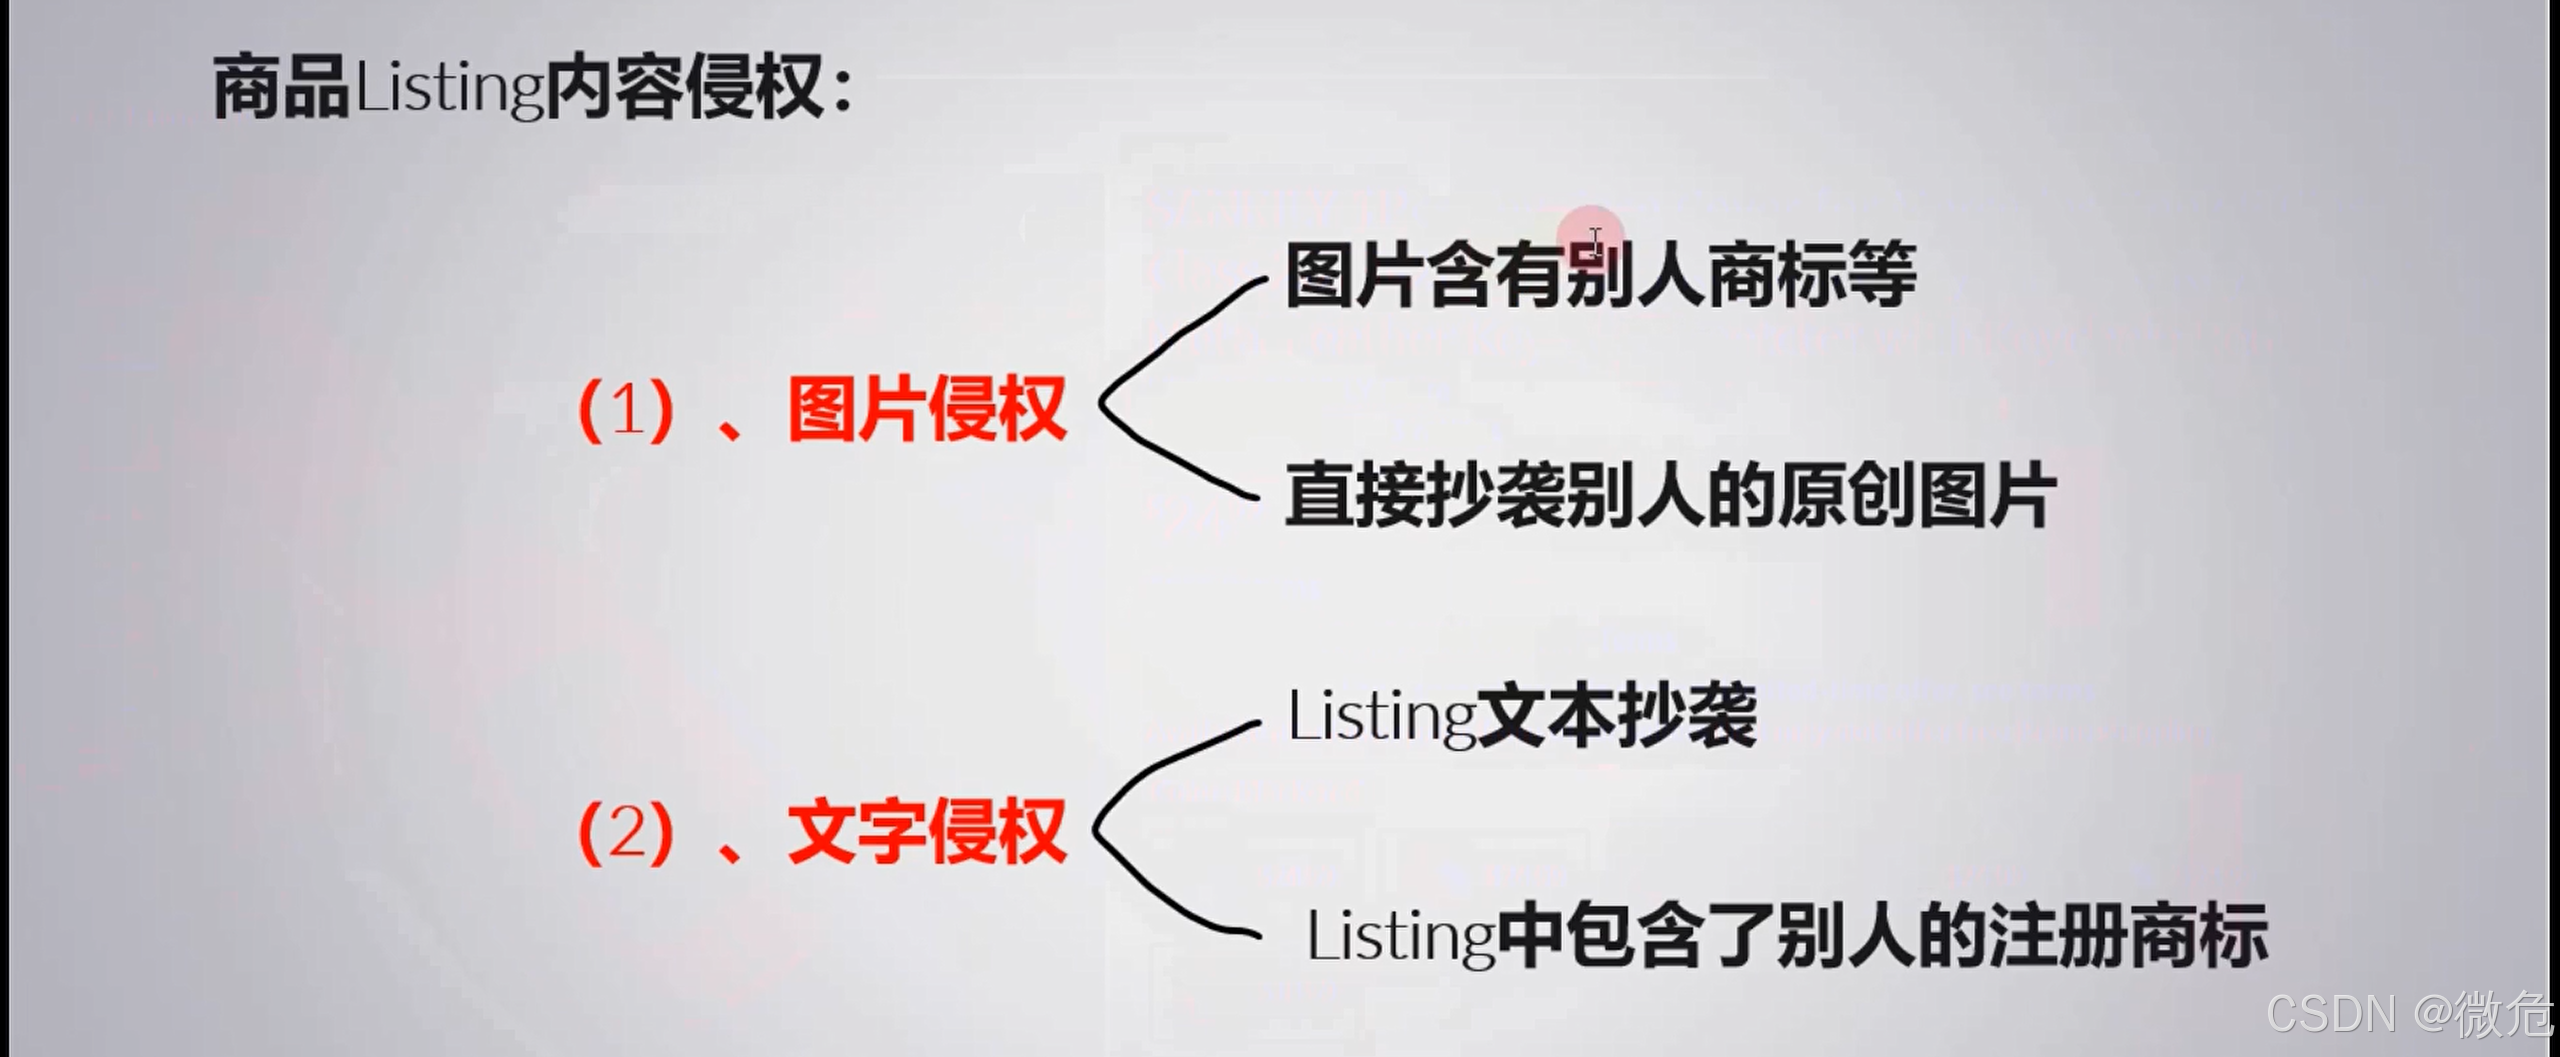 商品Listing内容侵权：
图片含有别人商标等
（1）、图片侵权
直接抄袭别人的原创图片
Listing文本抄袭
（2）、文字侵权
Listing中包含了别人的注册商标
CSDN @微危